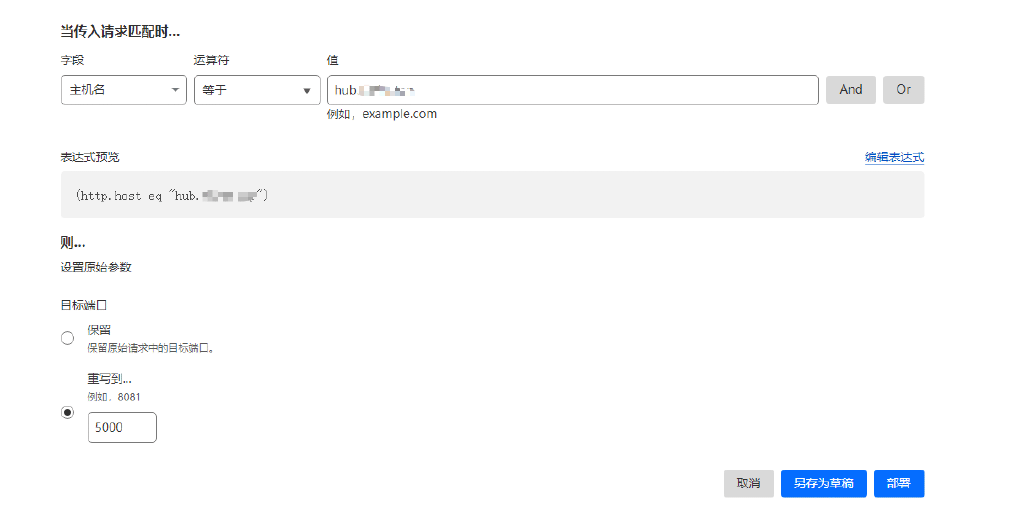 当传入请求匹配时...
字段 运算符 值
主机名 等于 hub And Or
例如，example.com
表达式预览 编辑表达式
(http.host eq "hub. ")
则...
设置原始参数
目标端口
保留
保留原始请求中的目标端口。
重写到...
例如，8081
5000
取消 另存为草稿 部署